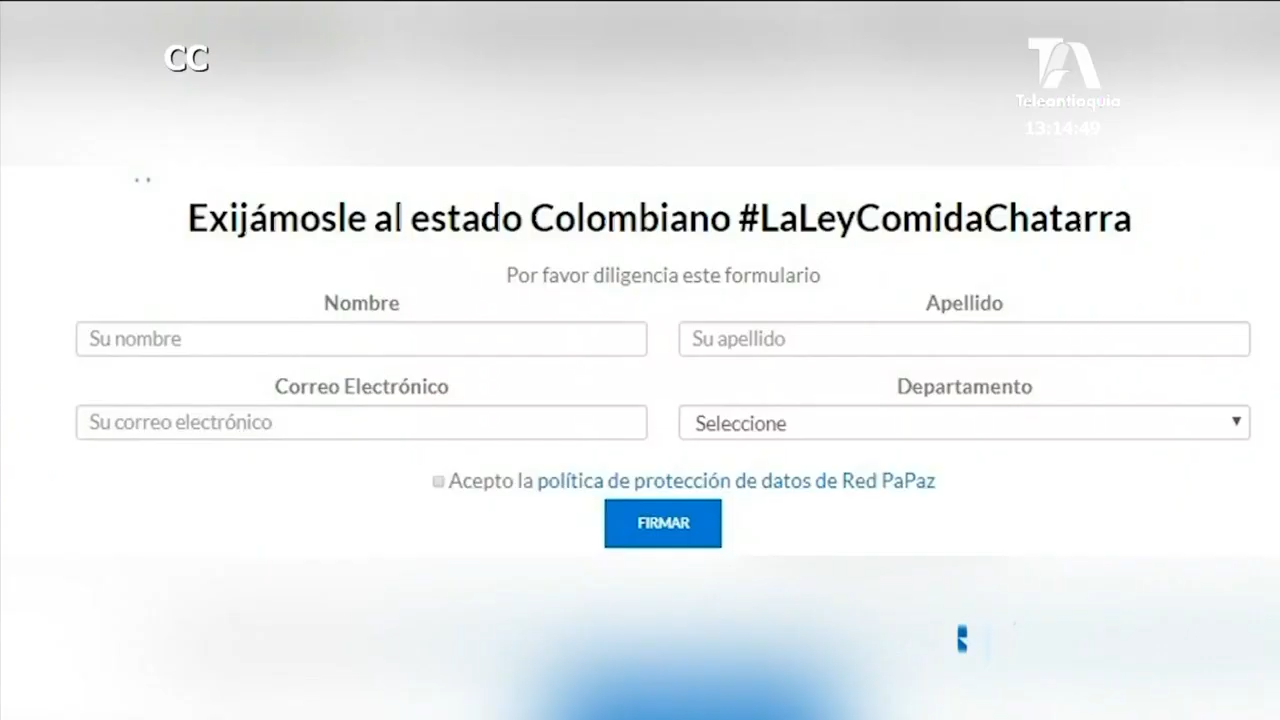 CC
TA
Teleantioquia
13:14:49
Exijámosle al estado Colombiano #LaLeyComidaChatarra
Por favor diligencia este formulario
Nombre
Apellido
Su nombre
Su apellido
Correo Electrónico
Departamento
Su correo electrónico
Seleccione
Acepto la política de protección de datos de Red PaPaz
FIRMAR